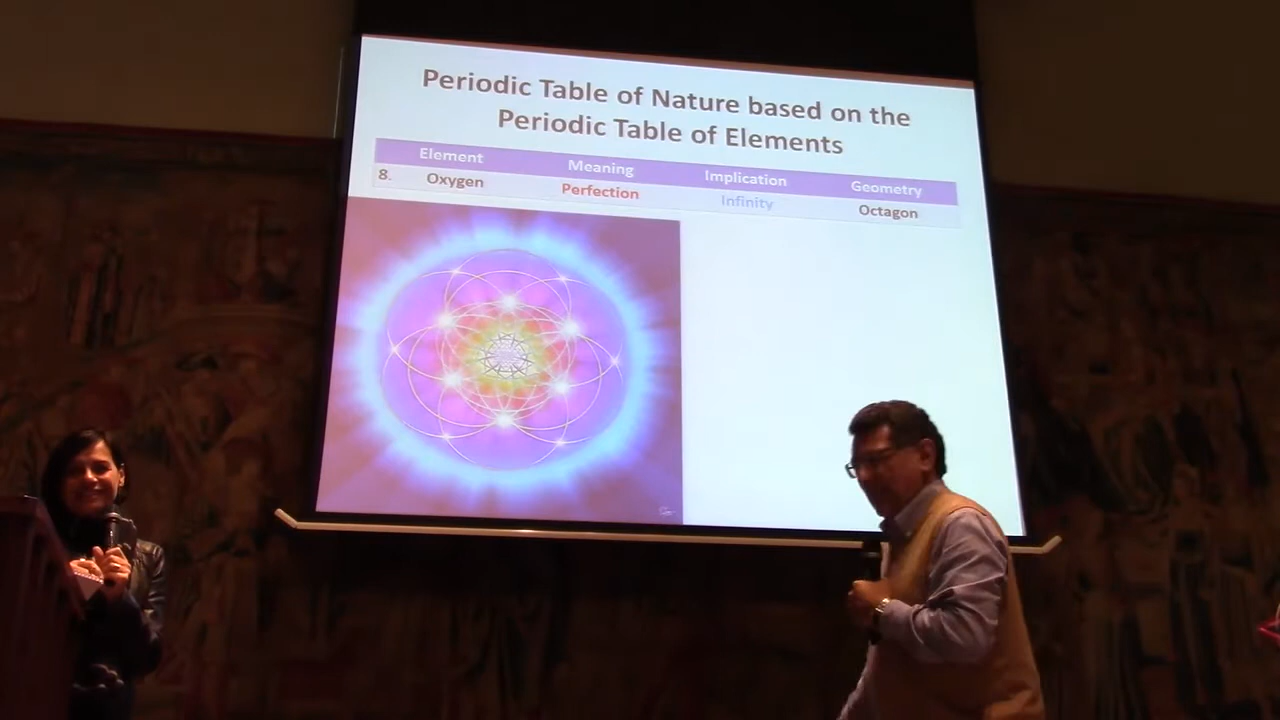 Periodic Table of Nature based on the
Periodic Table of Elements
Element Meaning Implication Geometry
8. Oxygen Perfection Infinity Octagon